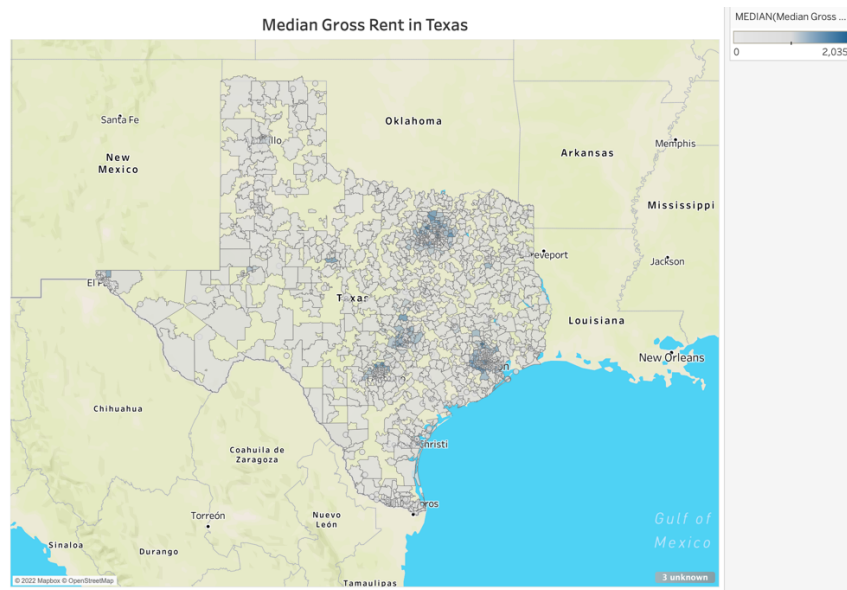 Median Gross Rent in Texas
MEDIAN(Median Gross ...
0 2,035
Santa Fe
New
Mexico
Oklahoma
Arkansas
Memphis
Mississippi
Jackson
Louisiana
New Orleans
Chihuahua
Coahuila de
Zaragoza
Torreón
Nuevo
León
Sinaloa
Durango
Tamaulipas
Gulf of
Mexico
© 2022 Mapbox © OpenStreetMap
3 unknown